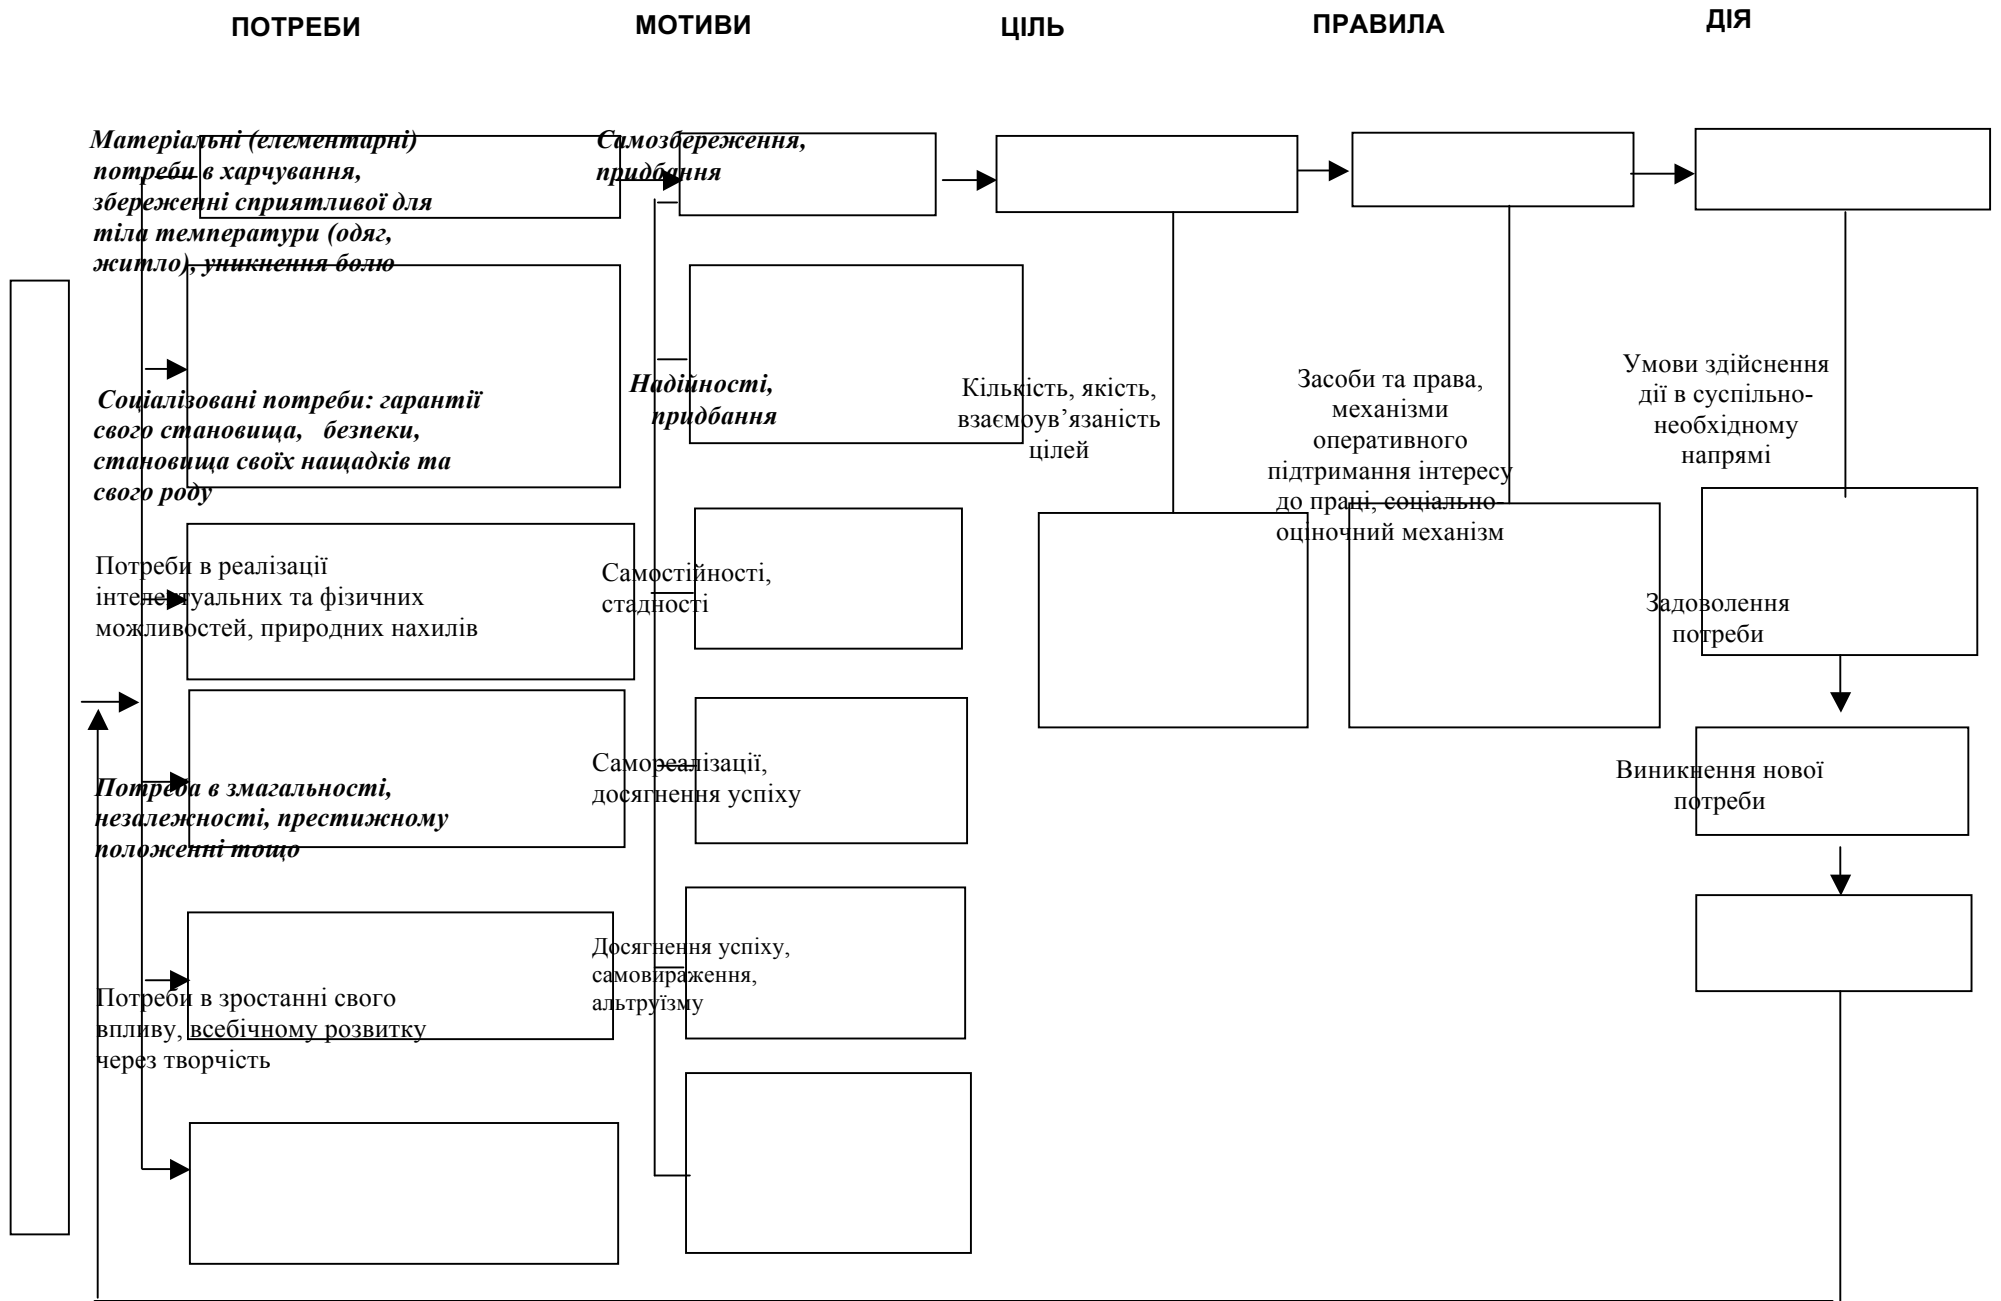 ПОТРЕБИ
МОТИВИ
ЦІЛЬ
ПРАВИЛА
ДІЯ
Матеріальні (елементарні)
потреби в харчування,
збереженні сприятливої для
тіла температури (одяг,
житло), уникнення болю
Самозбереження,
придбання
Соціалізовані потреби: гарантії
свого становища, безпеки,
становища своїх нащадків та
свого роду
Надійності,
придбання
Кількість, якість,
взаємоув’язаність
цілей
Засоби та права,
механізми
оперативного
підтримання інтересу
до праці, соціально-
оціночний механізм
Умови здійснення
дії в суспільно-
необхідному
напрямі
Потреби в реалізації
інтелектуальних та фізичних
можливостей, природних нахилів
Самостійності,
стадності
Задоволення
потреби
Потреба в змагальності,
незалежності, престижному
положенні тощо
Самореалізації,
досягнення успіху
Виникнення нової
потреби
Потреби в зростанні свого
впливу, всебічному розвитку
через творчість
Досягнення успіху,
самовираження,
альтруїзму